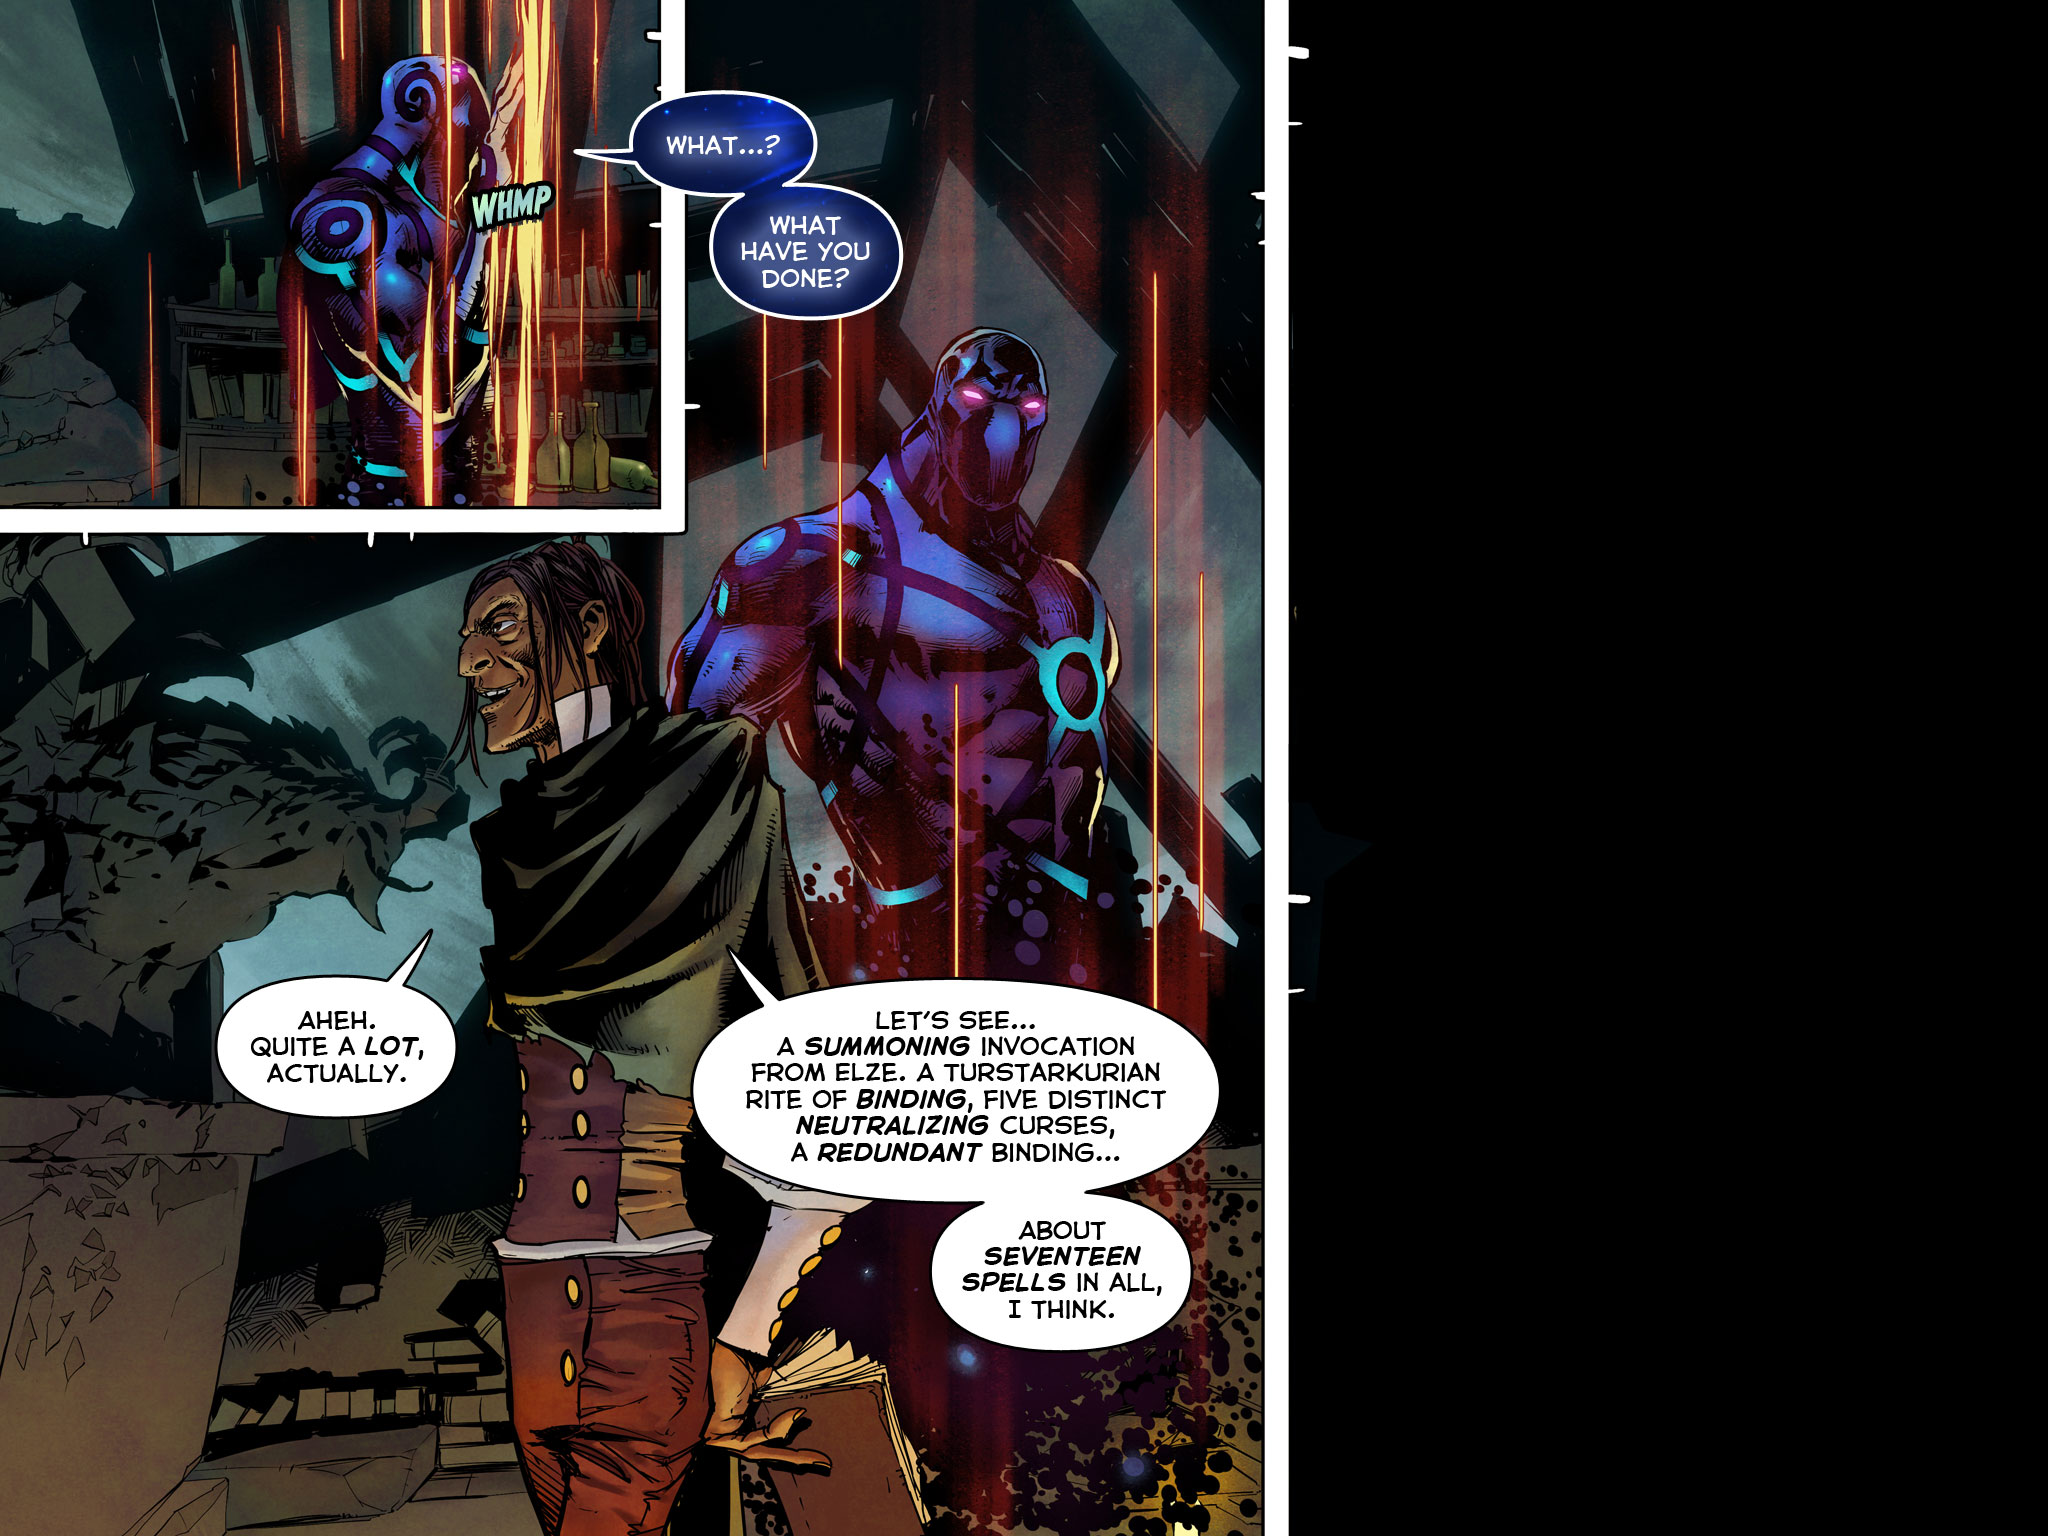 WHAT...?
WHAT
HAVE YOU
DONE?
WHMP
AHEH.
QUITE A LOT,
ACTUALLY.
LET'S SEE...
A SUMMONING INVOCATION
FROM ELZE. A TURSTARKURIAN
RITE OF BINDING, FIVE DISTINCT
NEUTRALIZING CURSES,
A REDUNDANT BINDING...
ABOUT
SEVENTEEN
SPELLS IN ALL,
I THINK.